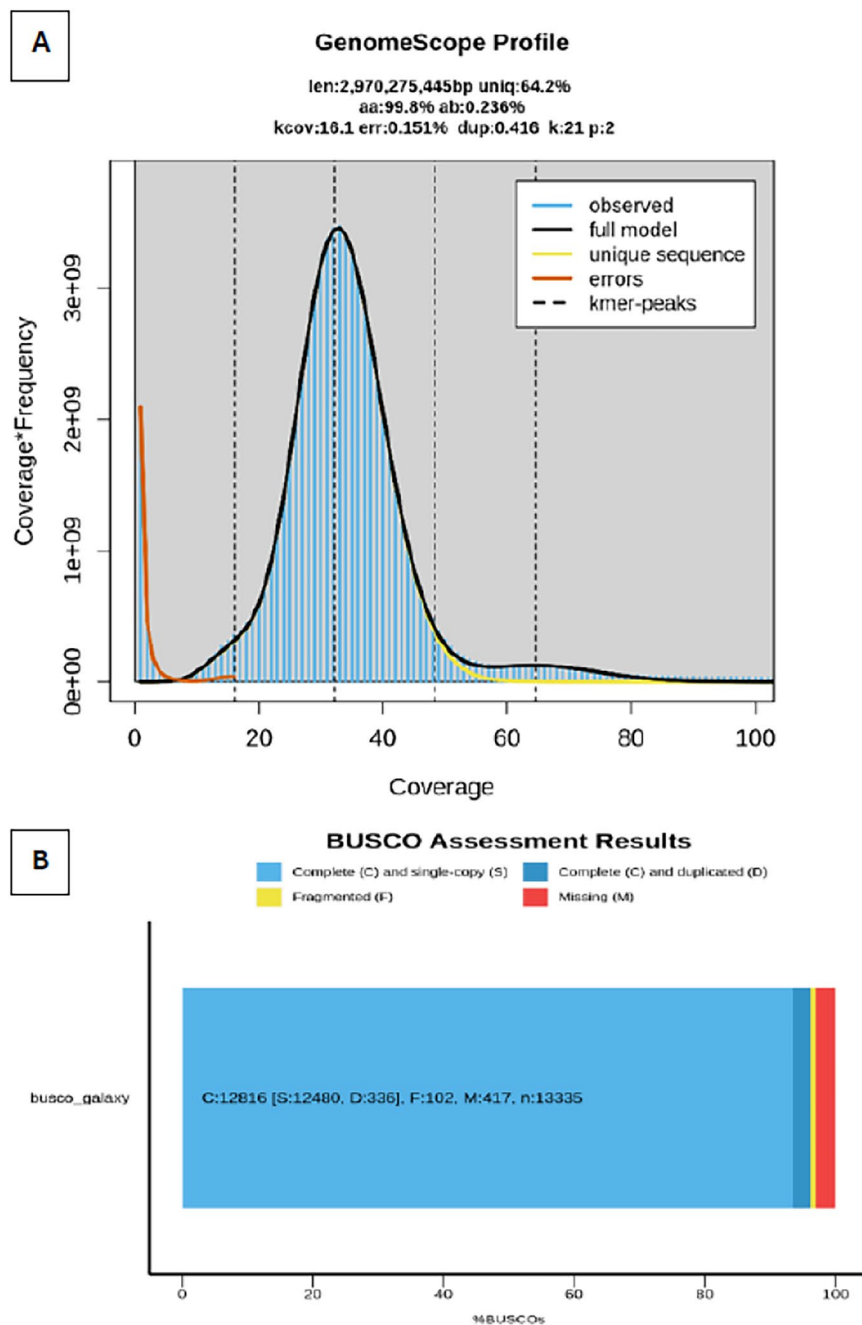 A
GenomeScope Profile
len:2,970,275,445bp uniq:64.2%
aa:99.8% ab:0.236%
kcov:16.1 err:0.151% dup:0.416 k:21 p:2
observed
full model
unique sequence
errors
kmer-peaks
Coverage*Frequency
3e+09
2e+09
1e+09
0e+00
0 20 40 60 80 100
Coverage
B
BUSCO Assessment Results
Complete (C) and single-copy (S) Complete (C) and duplicated (D)
Fragmented (F) Missing (M)
busco_galaxy
C:12816 [S:12480, D:336], F:102, M:417, n:13335
0 20 40 60 80 100
%BUSCOs